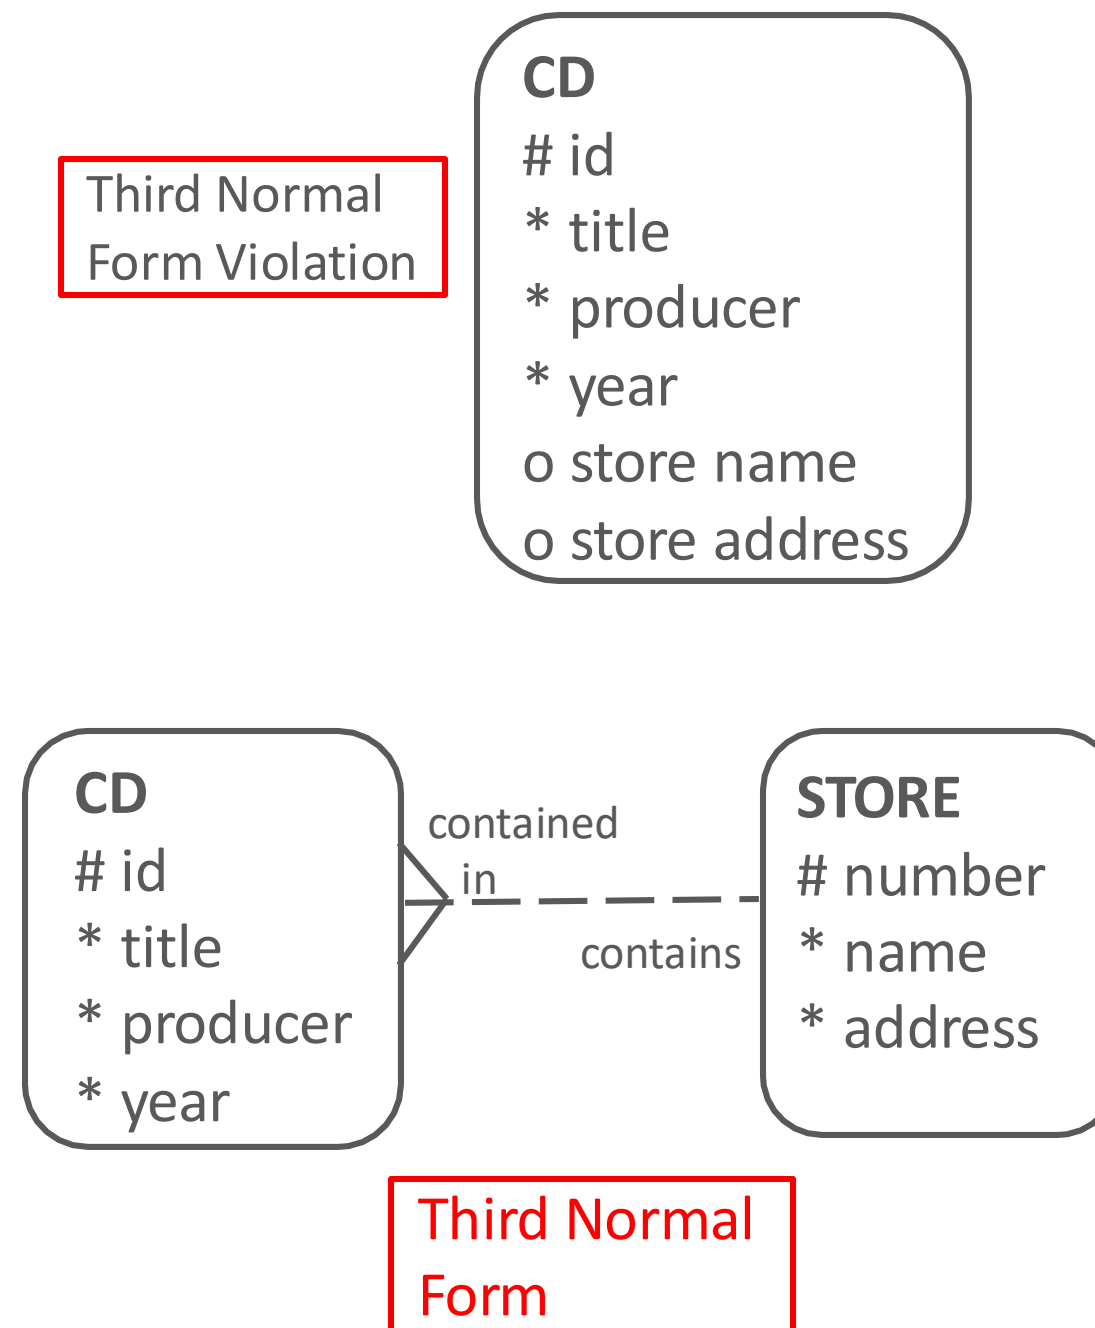 CD
# id
* title
* producer
* year
o store name
o store address
Third Normal
Form Violation
CD
# id
* title
* producer
* year
contained
in
contains
STORE
# number
* name
* address
Third Normal
Form